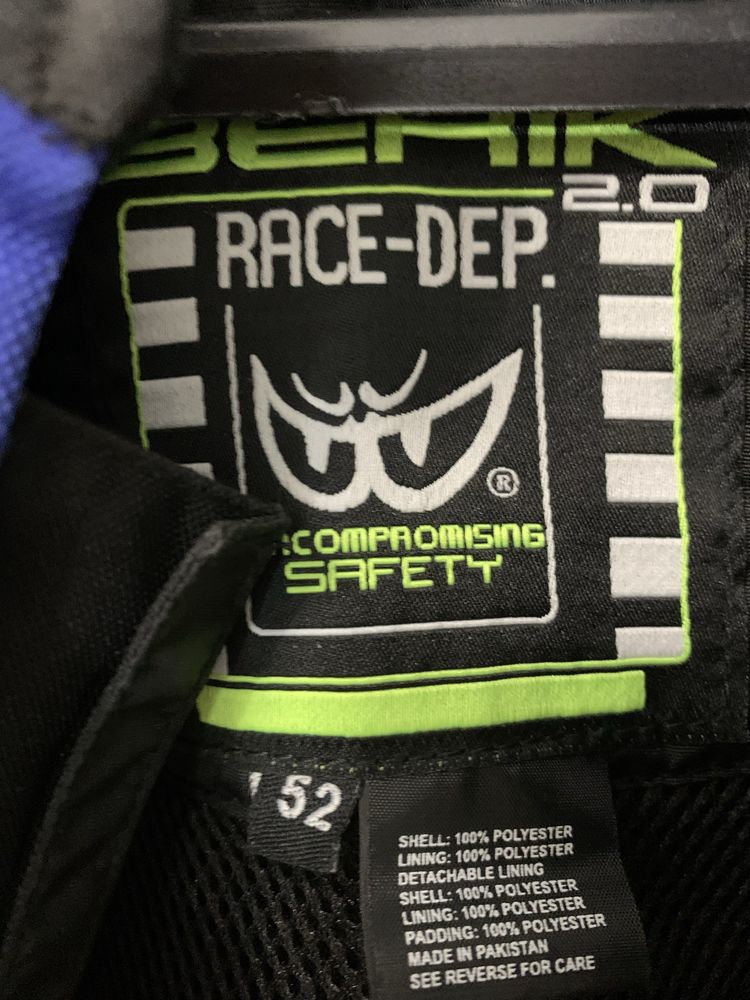 BERIK
2.0
RACE-DEP.
®
SAFETY
52
SHELL: 100% POLYESTER
LINING: 100% POLYESTER
DETACHABLE LINING
SHELL: 100% POLYESTER
LINING: 100% POLYESTER
PADDING: 100% POLYESTER
MADE IN PAKISTAN
SEE REVERSE FOR CARE